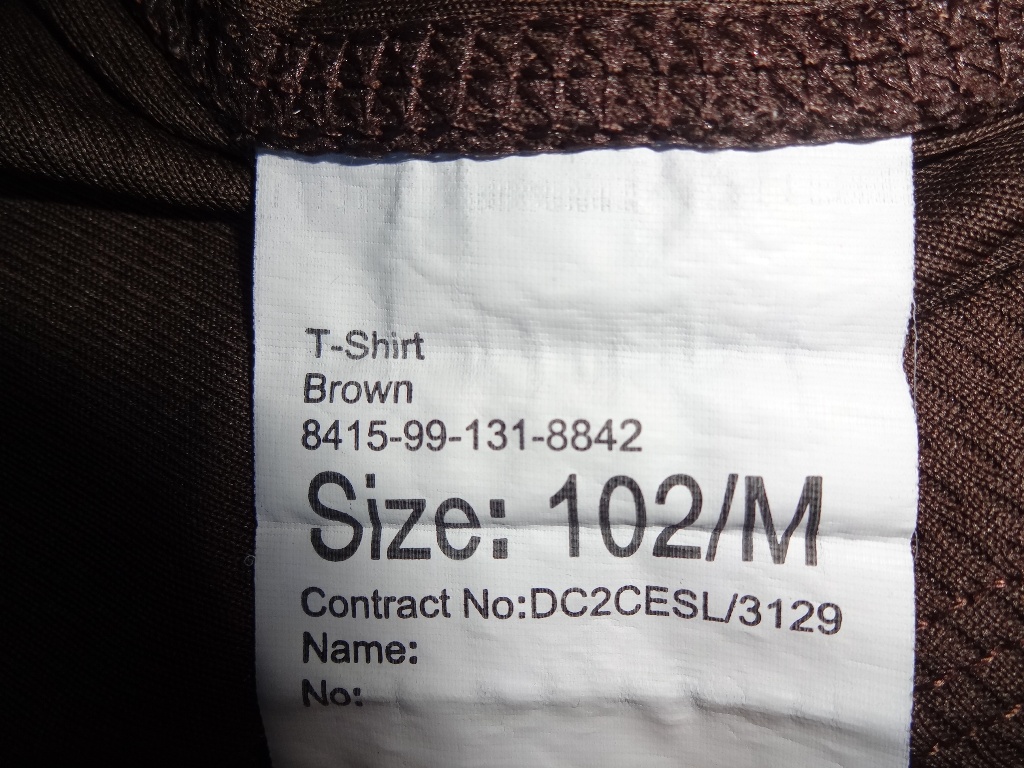 T-Shirt
Brown
8415-99-131-8842
Size: 102/M
Contract No:DC2CESL/3129
Name:
No: